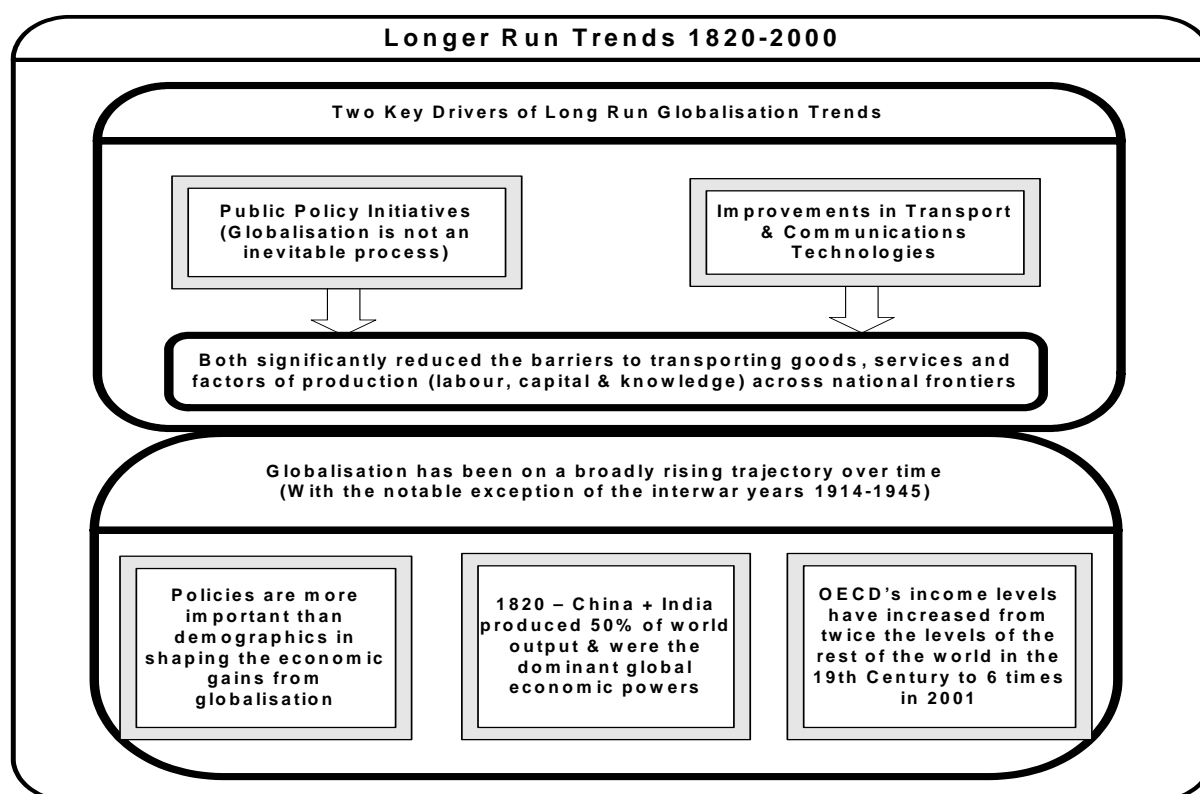 Longer Run Trends 1820-2000
Two Key Drivers of Long Run Globalisation Trends
Public Policy Initiatives
(Globalisation is not an
inevitable process)
Improvements in Transport
& Communications
Technologies
Both significantly reduced the barriers to transporting goods, services and
factors of production (labour, capital & knowledge) across national frontiers
Globalisation has been on a broadly rising trajectory over time
(With the notable exception of the interwar years 1914-1945)
Policies are more
important than
demographics in
shaping the economic
gains from
globalisation
1820 – China + India
produced 50% of world
output & were the
dominant global
economic powers
OECD's income levels
have increased from
twice the levels of the
rest of the world in the
19th Century to 6 times
in 2001